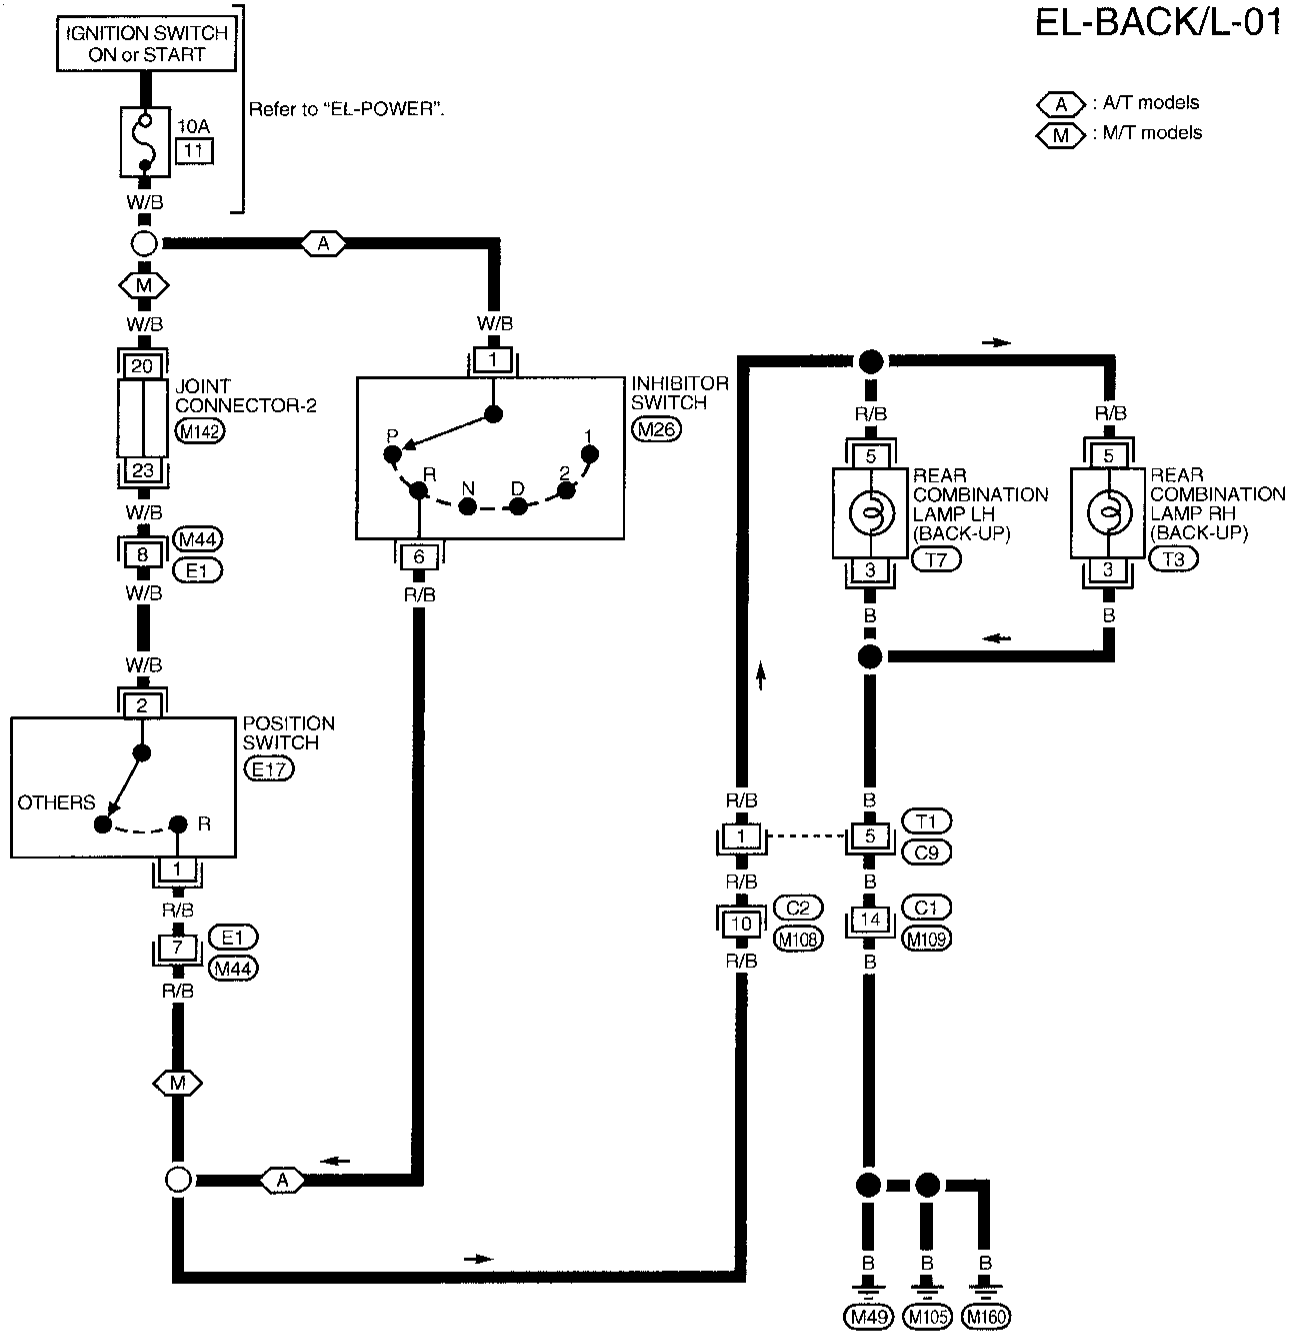 EL-BACK/L-01
IGNITION SWITCH
ON or START
Refer to “EL-POWER”.
A : A/T models
M : M/T models
10A
11
W/B
A
M
W/B
W/B
20
1
JOINT
CONNECTOR-2
M142
INHIBITOR
SWITCH
M26
P
R
N
D
2
1
23
W/B
8
M44
E1
W/B
6
R/B
R/B
R/B
5
5
REAR
COMBINATION
LAMP LH
(BACK-UP)
T7
REAR
COMBINATION
LAMP RH
(BACK-UP)
T3
3
3
B
B
W/B
2
POSITION
SWITCH
E17
OTHERS
R
1
R/B
7
E1
M44
R/B
R/B
B
1
5
T1
C9
R/B
B
10
C2
M108
14
C1
M109
R/B
B
M
A
B
B
B
M49
M105
M160